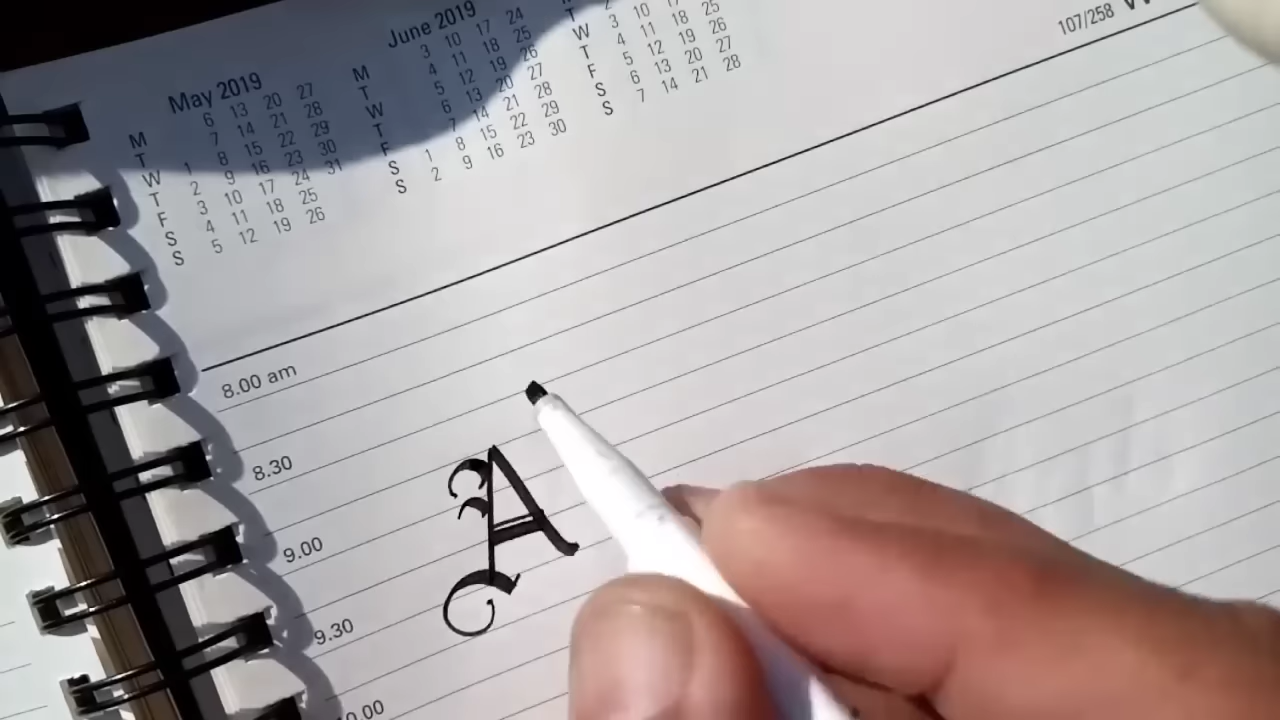 May 2019
M 6 13 20 27
T 7 14 21 28
W 1 8 15 22 29
T 2 9 16 23 30
F 3 10 17 24 31
S 4 11 18 25
S 5 12 19 26
June 2019
M 3 10 17 24
T 4 11 18 25
W 5 12 19 26
T 6 13 20 27
F 7 14 21 28
S 1 8 15 22 29
S 2 9 16 23 30
T
W 3 10 17
T 4 11 18 25
F 5 12 19 26
S 6 13 20 27
S 7 14 21 28
107/258
8.00 am
8.30
9.00
9.30
A